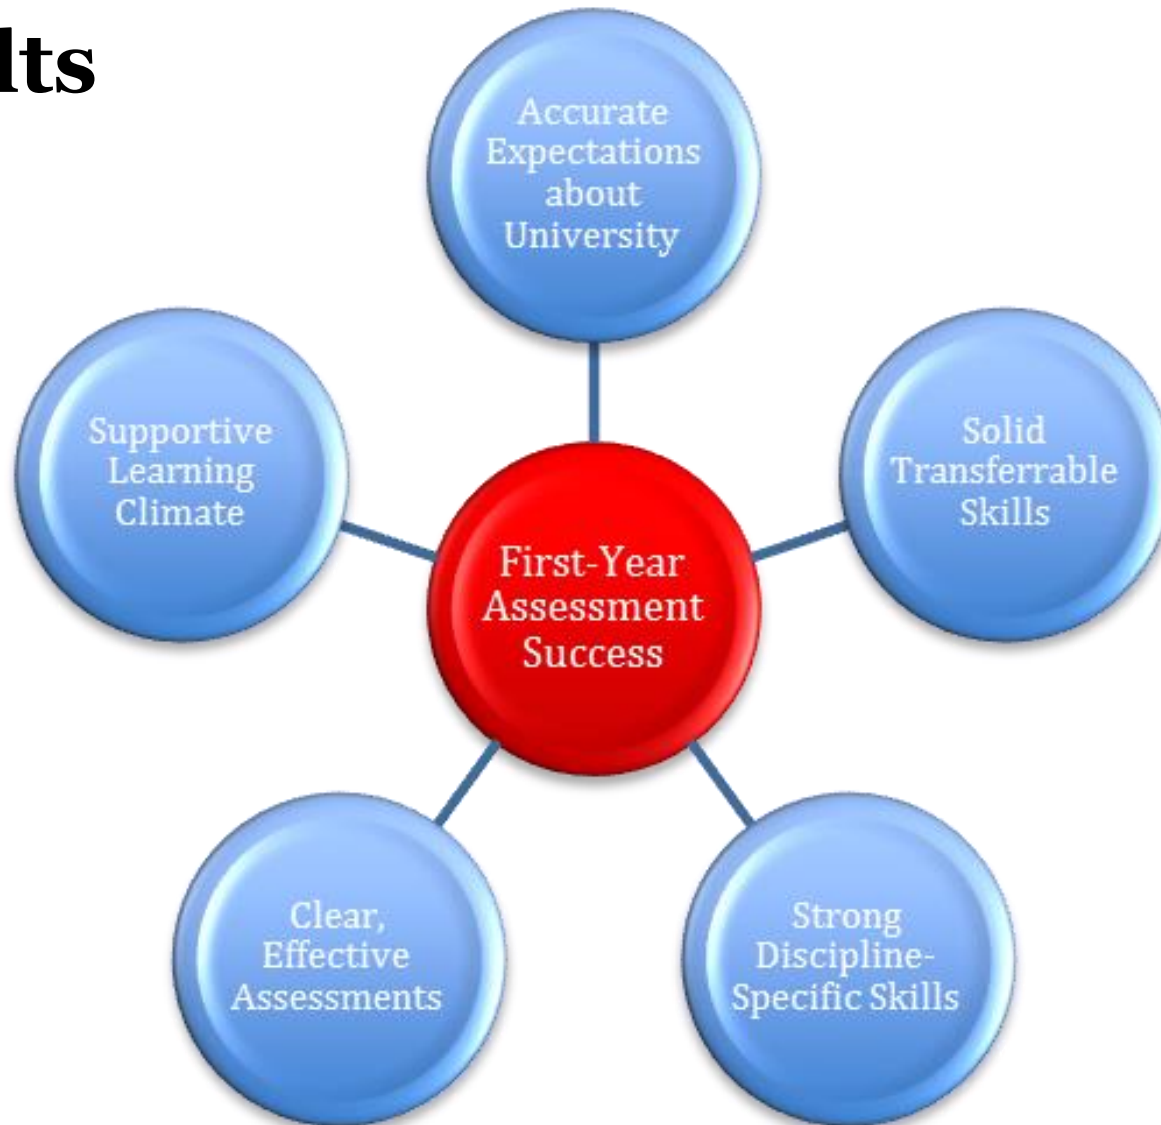 lts
Accurate
Expectations
about
University
Supportive
Learning
Climate
Solid
Transferrable
Skills
First-Year
Assessment
Success
Clear,
Effective
Assessments
Strong
Discipline-
Specific Skills